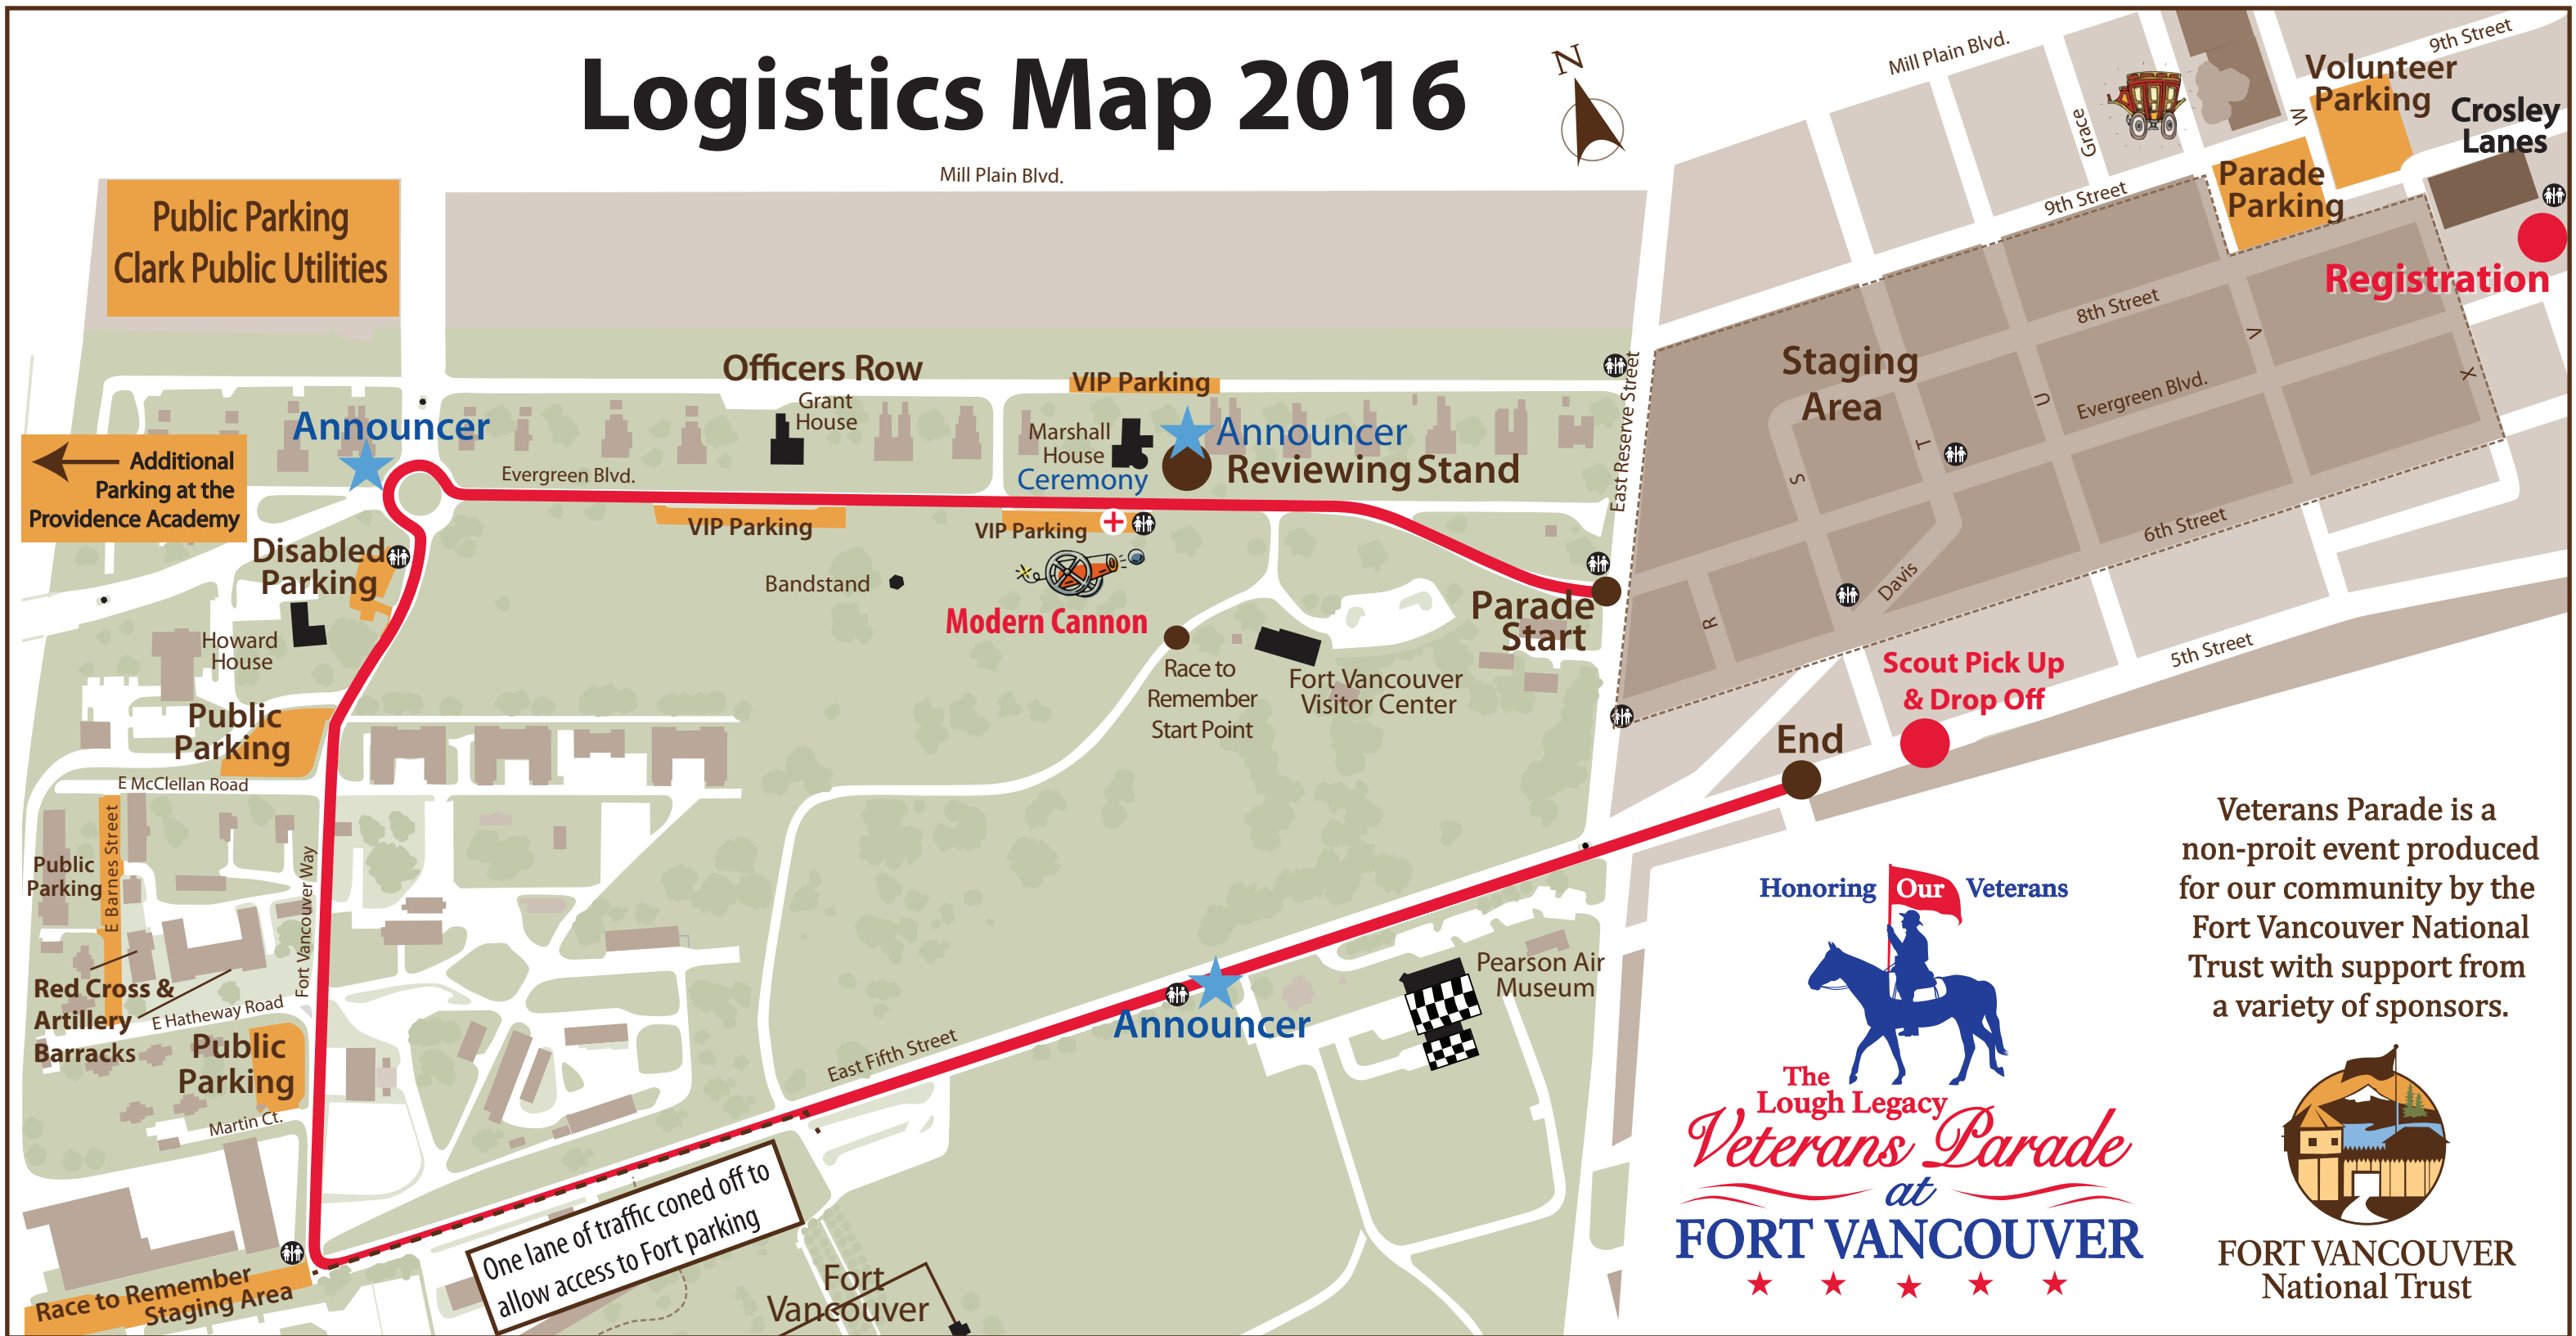 Logistics Map 2016
N
Mill Plain Blvd.
Mill Plain Blvd.
9th Street
Volunteer
Parking
Crosley
Lanes
W
Grace
Parade
Parking
9th Street
Registration
Public Parking
Clark Public Utilities
8th Street
V
X
Staging
Area
U
Evergreen Blvd.
T
S
6th Street
Davis
R
5th Street
East Reserve Street
Officers Row
Grant
House
VIP Parking
Announcer
Marshall
House
Ceremony
Announcer
Reviewing Stand
Additional
Parking at the
Providence Academy
Evergreen Blvd.
VIP Parking
VIP Parking
Disabled
Parking
Bandstand
Modern Cannon
Parade
Start
Howard
House
Race to
Remember
Start Point
Fort Vancouver
Visitor Center
Scout Pick Up
& Drop Off
End
Public
Parking
E McClellan Road
Public
Parking
E Barnes Street
Fort Vancouver Way
Red Cross &
Artillery
Barracks
E Hatheway Road
Public
Parking
Martin Ct.
Pearson Air
Museum
Announcer
East Fifth Street
One lane of traffic coned off to
allow access to Fort parking
Race to Remember
Staging Area
Fort
Vancouver
Veterans Parade is a
non-proit event produced
for our community by the
Fort Vancouver National
Trust with support from
a variety of sponsors.
Honoring Our Veterans
The
Lough Legacy
Veterans Parade
at
FORT VANCOUVER
FORT VANCOUVER
National Trust